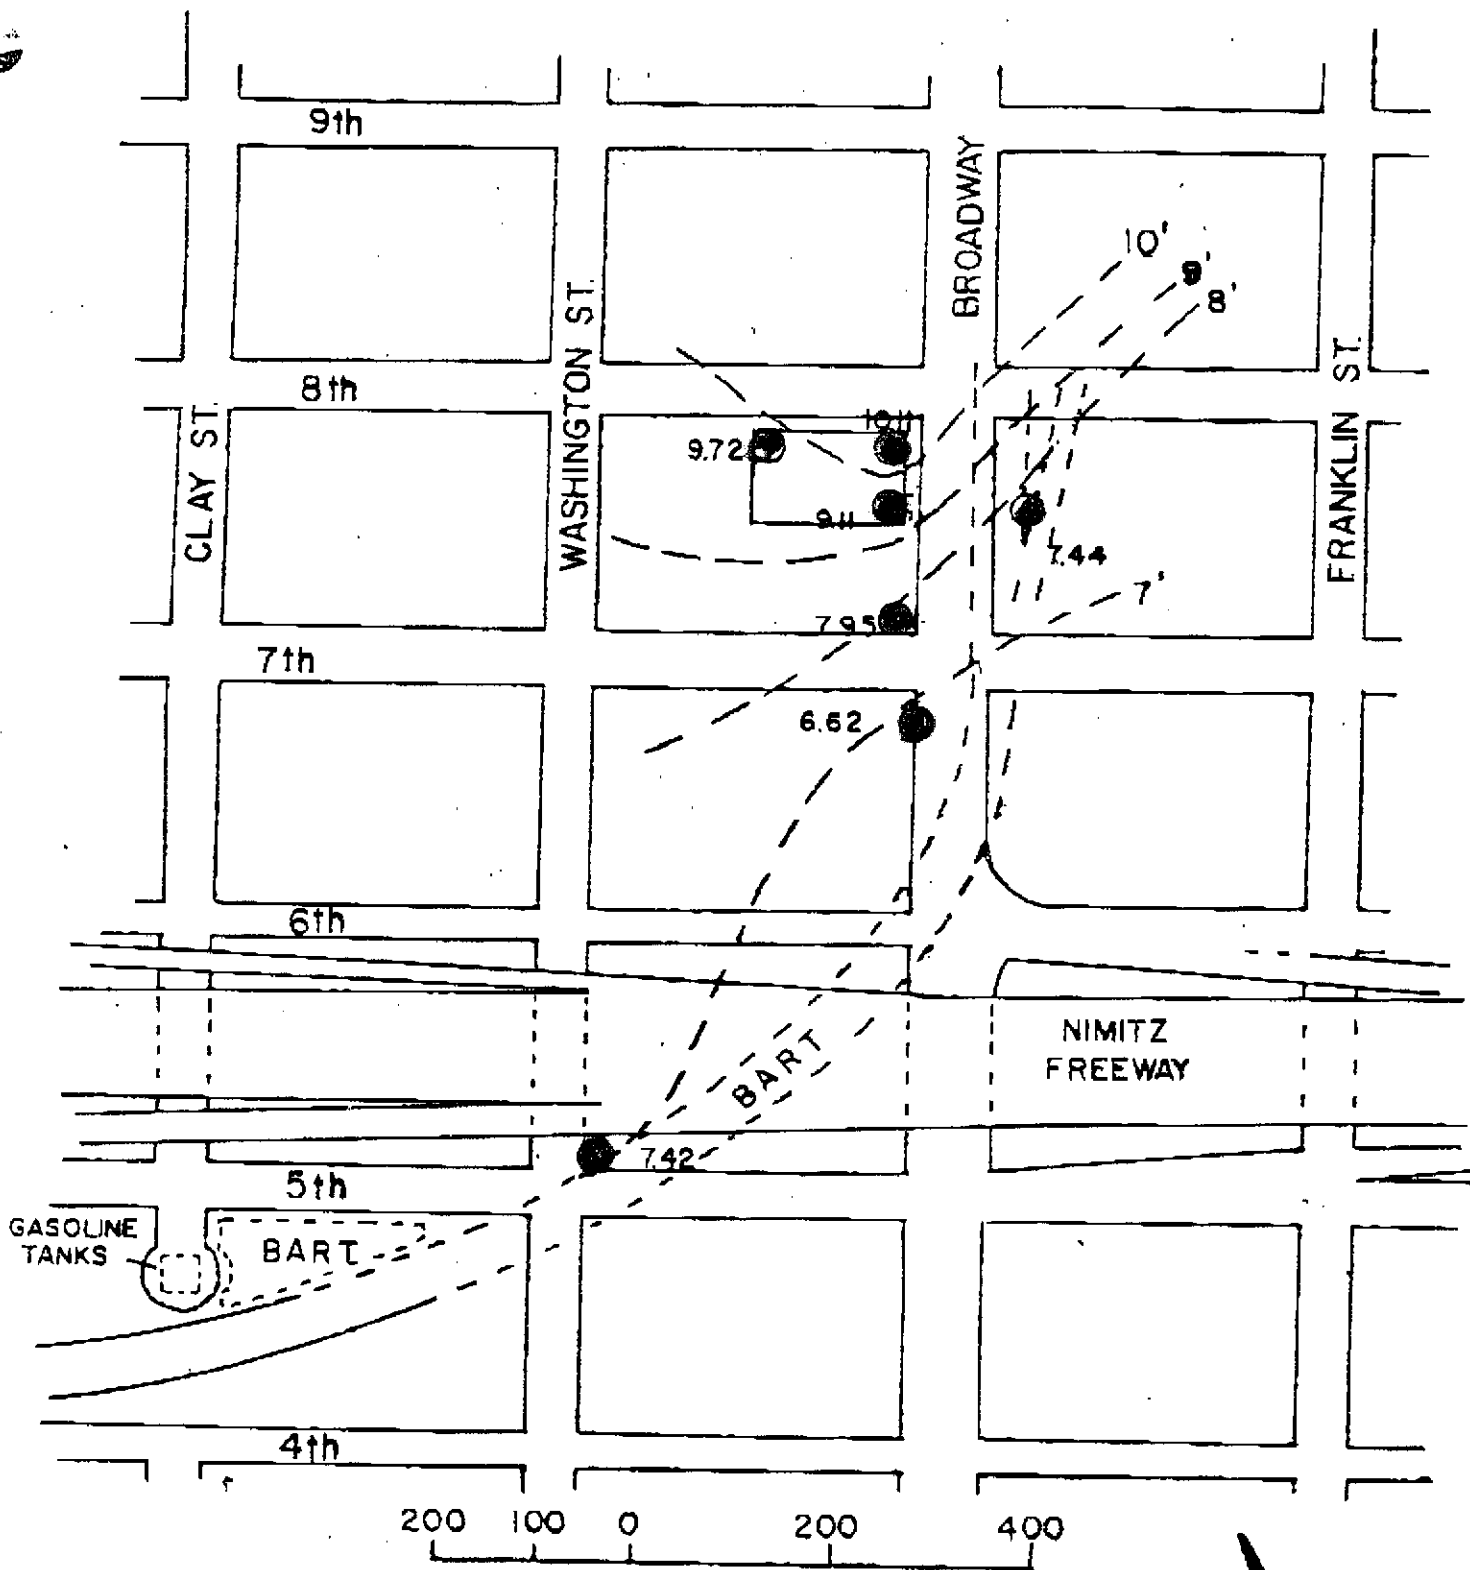 9th
BROADWAY
10'
9'
8'
WASHINGTON ST.
8th
FRANKLIN ST.
CLAY ST.
9.72
9.11
7.44
7'
7.95
7th
6.62
6th
NIMITZ
FREEWAY
BART
7.42
5th
GASOLINE
TANKS
BART
4th
200 100 0 200 400